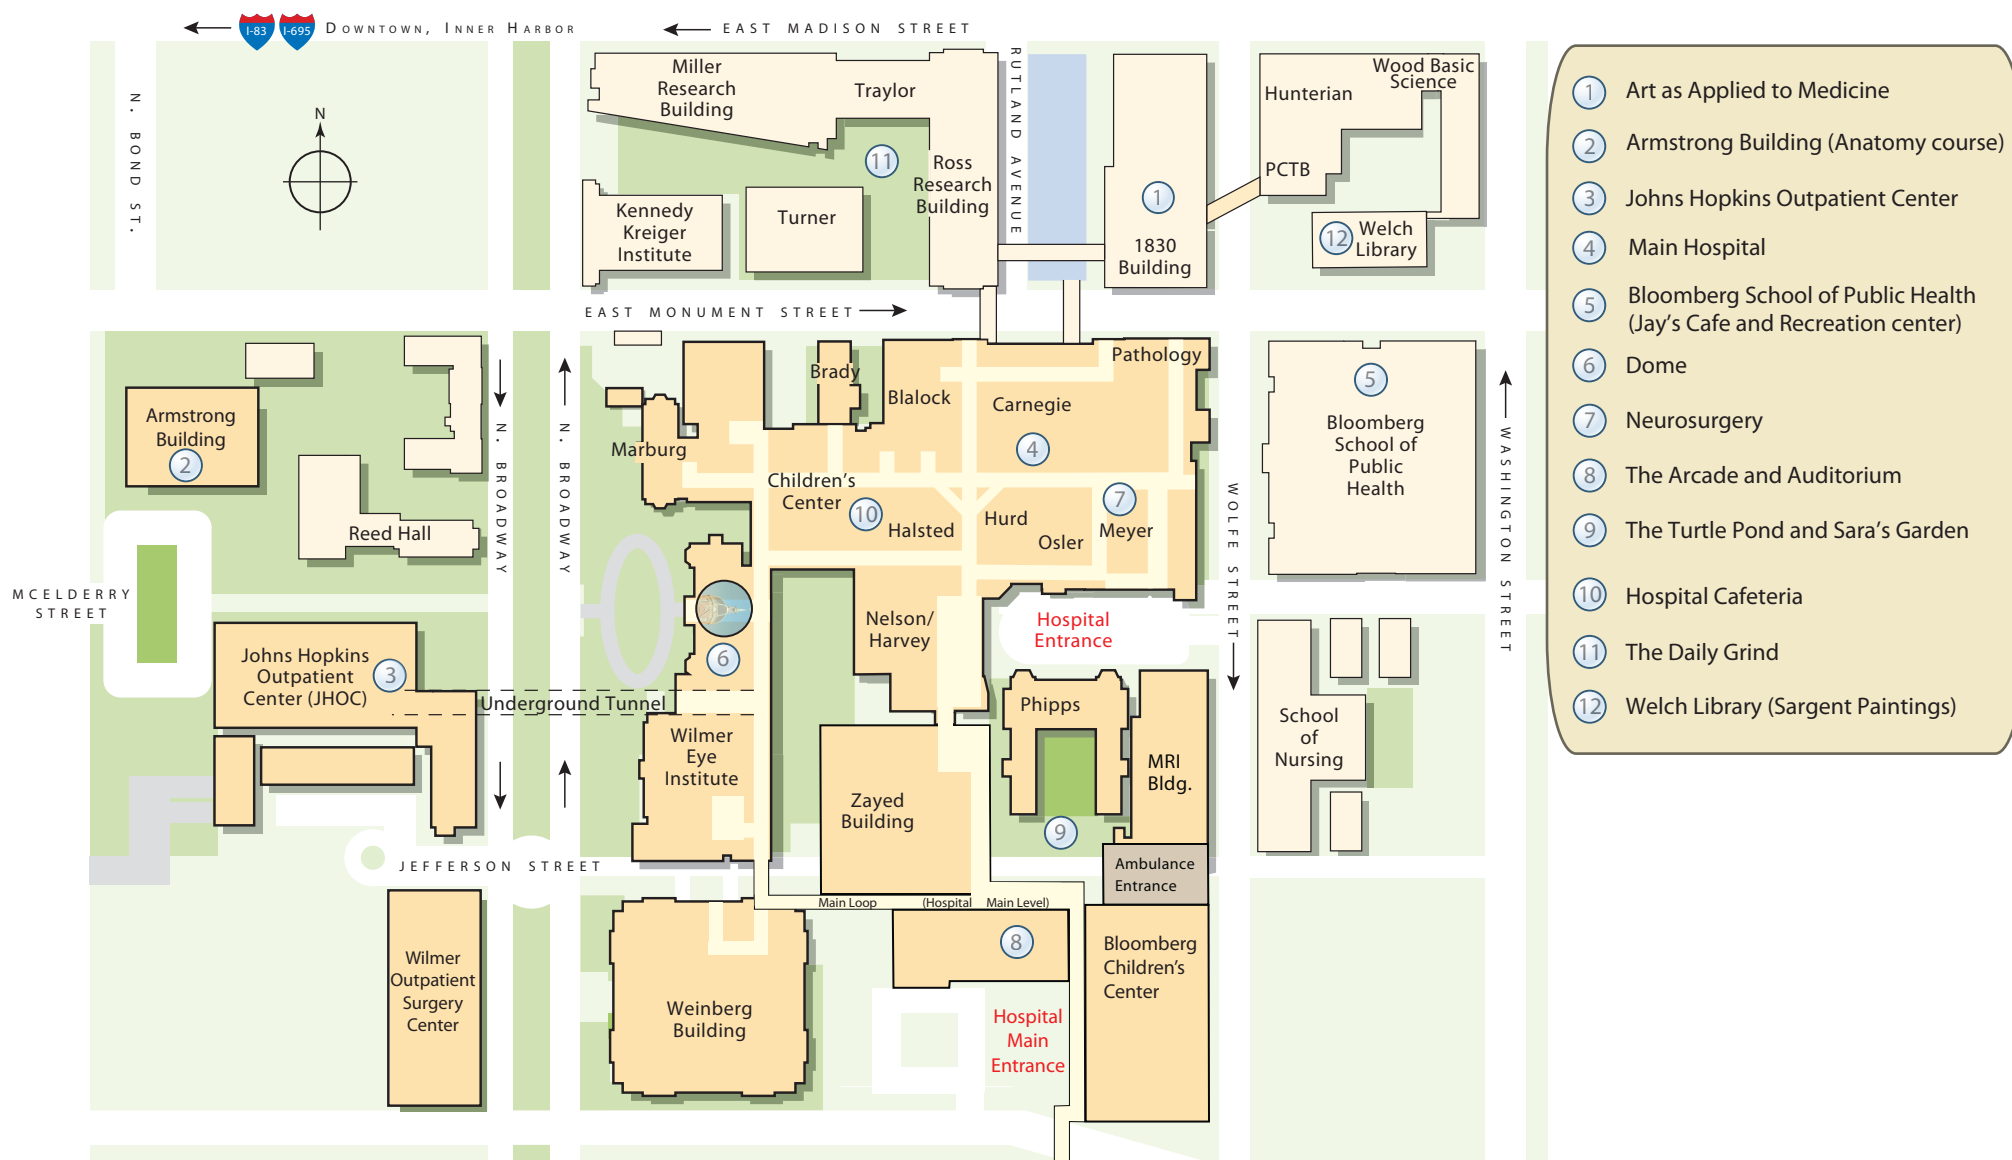 I-83
I-695
Downtown, Inner Harbor
EAST MADISON STREET
N. BOND ST.
N
Miller
Research
Building
Traylor
11
Ross
Research
Building
Kennedy
Kreiger
Institute
Turner
RUTLAND AVENUE
1
1830
Building
Hunterian
Wood Basic
Science
PCTB
12
Welch
Library
EAST MONUMENT STREET
Armstrong
Building
2
Reed Hall
N. BROADWAY
N. BROADWAY
MCELDERRY
STREET
Johns Hopkins
Outpatient
Center (JHOC)
3
Underground Tunnel
Marburg
Brady
Blalock
Carnegie
4
Pathology
Children's
Center
10
Halsted
Hurd
Osler
7
Meyer
Nelson/
Harvey
6
Hospital
Entrance
WOLFE STREET
5
Bloomberg
School of
Public
Health
WASHINGTON STREET
Wilmer
Eye
Institute
Zayed
Building
Phipps
9
MRI
Bldg.
School
of
Nursing
JEFFERSON STREET
Ambulance
Entrance
Main Loop (Hospital Main Level)
8
Wilmer
Outpatient
Surgery
Center
Weinberg
Building
Hospital
Main
Entrance
Bloomberg
Children's
Center
1 Art as Applied to Medicine
2 Armstrong Building (Anatomy course)
3 Johns Hopkins Outpatient Center
4 Main Hospital
5 Bloomberg School of Public Health
(Jay's Cafe and Recreation center)
6 Dome
7 Neurosurgery
8 The Arcade and Auditorium
9 The Turtle Pond and Sara's Garden
10 Hospital Cafeteria
11 The Daily Grind
12 Welch Library (Sargent Paintings)